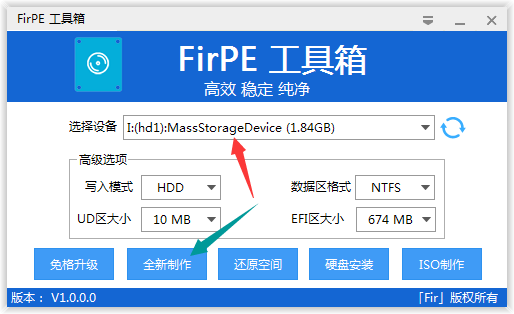 FirPE 工具箱
FirPE 工具箱
高效 稳定 纯净
选择设备 I:(hd1):MassStorageDevice (1.84GB)
高级选项
写入模式 HDD 数据区格式 NTFS
UD区大小 10 MB EFI区大小 674 MB
免格升级 全新制作 还原空间 硬盘安装 ISO制作
版本： V1.0.0.0 「Fir」版权所有